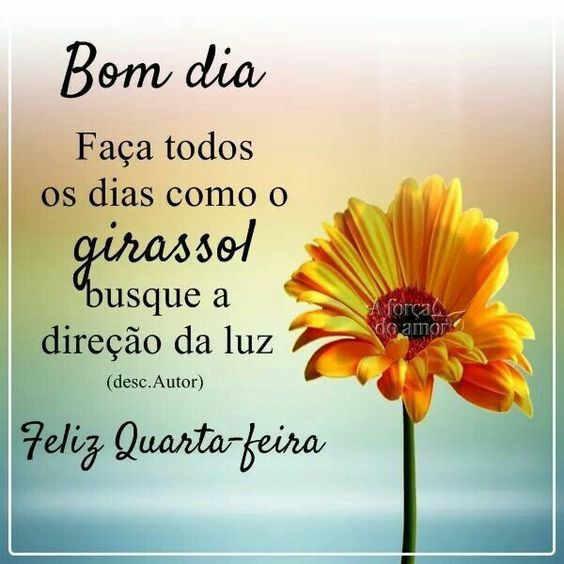 Bom dia
Faça todos
os dias como o
girassol
busque a
direção da luz
(desc.Autor)
Feliz Quarta-feira
A força
do amor